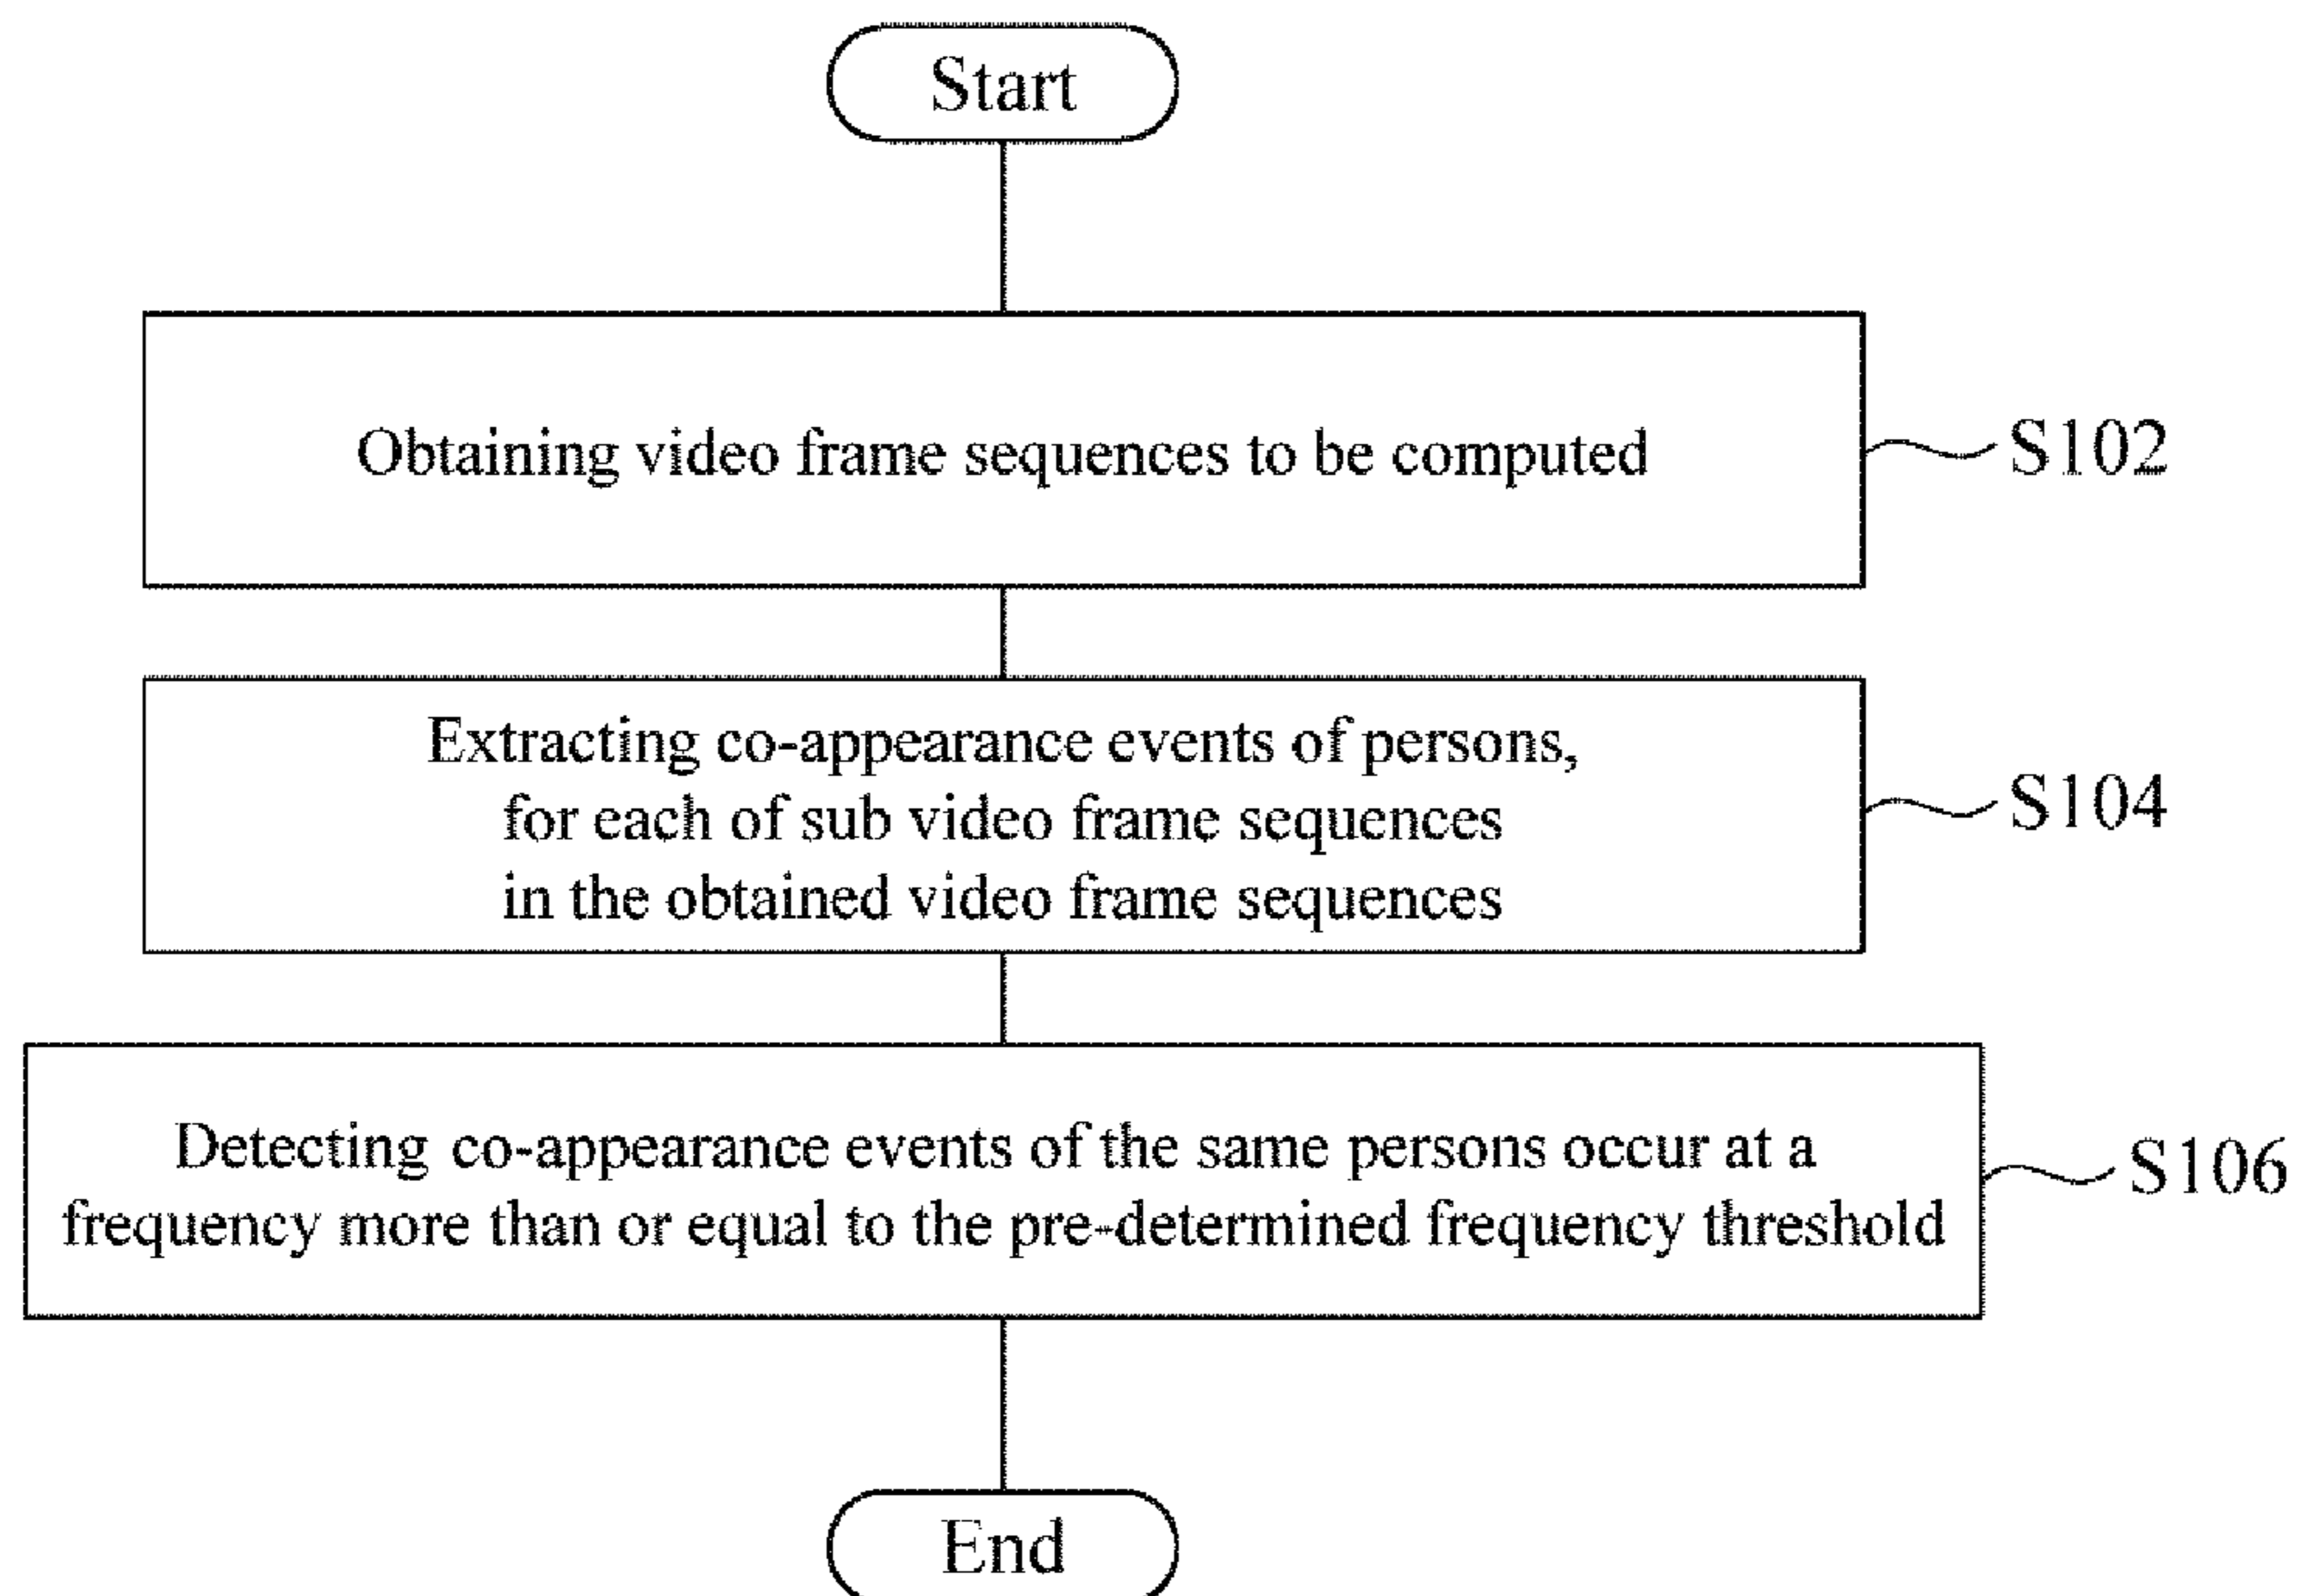 Start
Obtaining video frame sequences to be computed
S102
Extracting co-appearance events of persons,
for each of sub video frame sequences
in the obtained video frame sequences
S104
Detecting co-appearance events of the same persons occur at a
frequency more than or equal to the pre-determined frequency threshold
S106
End